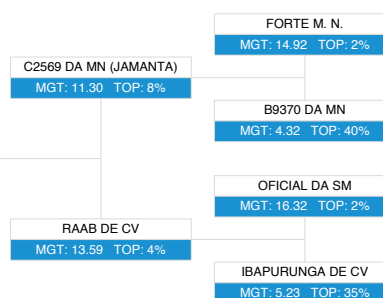 FORTE M. N.
MGT: 14.92 TOP: 2%
C2569 DA MN (JAMANTA)
MGT: 11.30 TOP: 8%
B9370 DA MN
MGT: 4.32 TOP: 40%
OFICIAL DA SM
MGT: 16.32 TOP: 2%
RAAB DE CV
MGT: 13.59 TOP: 4%
IBAPURUNGA DE CV
MGT: 5.23 TOP: 35%